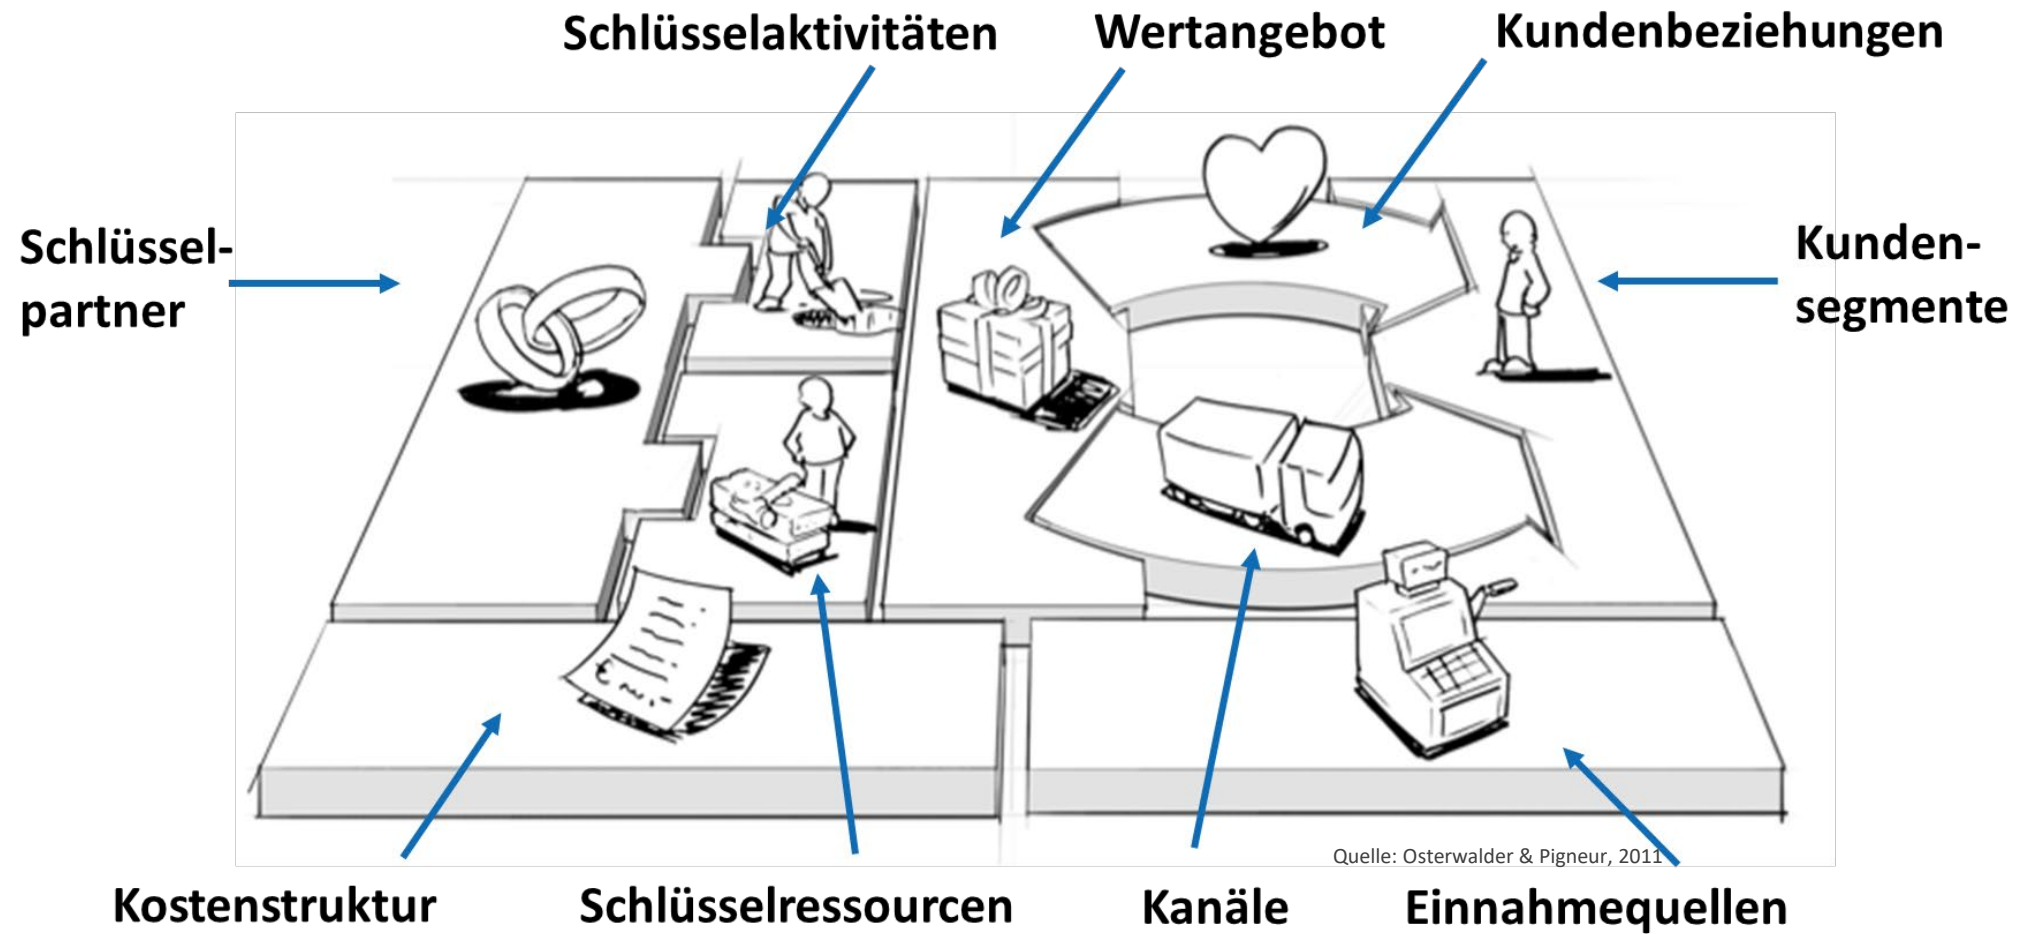 Schlüsselaktivitäten
Wertangebot
Kundenbeziehungen
Schlüssel-
partner
Kunden-
segmente
€
Quelle: Osterwalder & Pigneur, 2011
Kostenstruktur
Schlüsselressourcen
Kanäle
Einnahmequellen